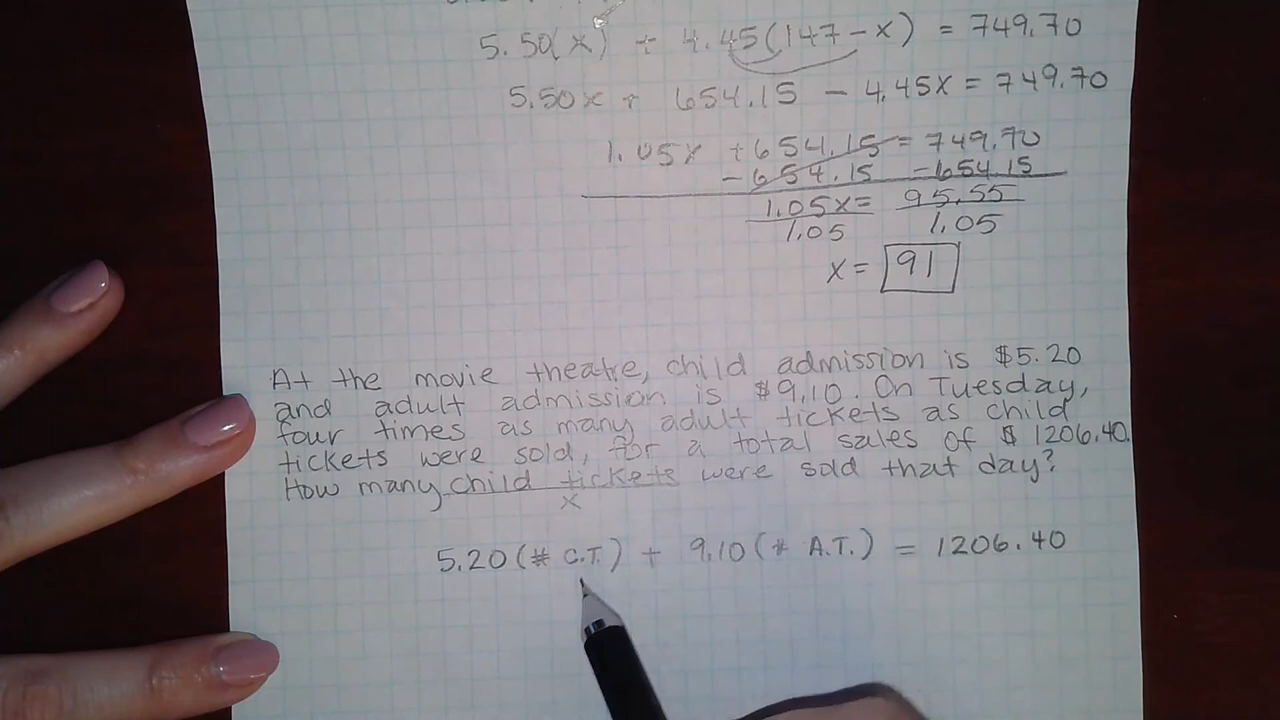 5.50(x) + 4.45(147 - x) = 749.70
5.50x + 654.15 - 4.45x = 749.70
1.05x + 654.15 = 749.70
- 654.15 - 654.15
1.05x = 95.55
1.05 1.05
x = 91
At the movie theatre, child admission is $5.20
and adult admission is $9.10. On Tuesday,
four times as many adult tickets as child
tickets were sold, for a total sales of $1206.40.
How many child tickets were sold that day?
x
5.20(# C.T.) + 9.10(# A.T.) = 1206.40